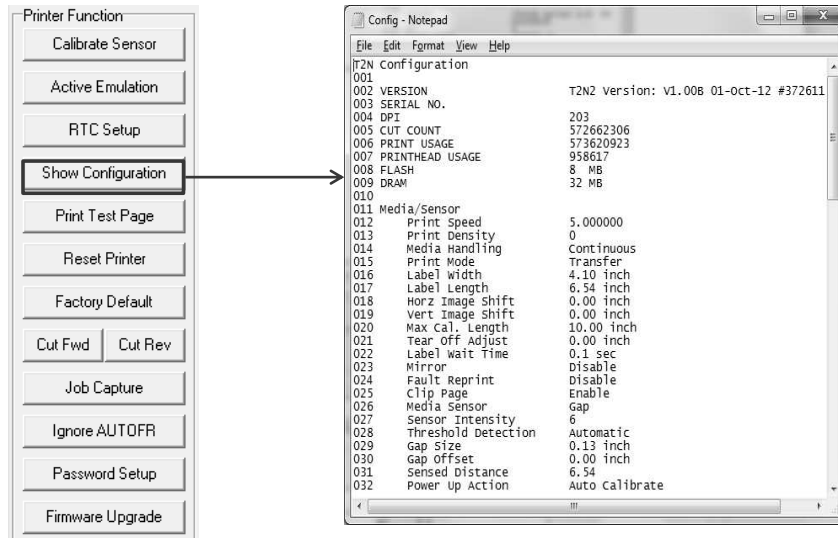 Printer Function
Calibrate Sensor
Active Emulation
RTC Setup
Show Configuration
Print Test Page
Reset Printer
Factory Default
Cut Fwd Cut Rev
Job Capture
Ignore AUTOFR
Password Setup
Firmware Upgrade
Config - Notepad
File Edit Format View Help
T2N Configuration
001
002 VERSION T2N2 Version: V1.00B 01-Oct-12 #372611
003 SERIAL NO.
004 DPI 203
005 CUT COUNT 572662306
006 PRINT USAGE 573620923
007 PRINTHEAD USAGE 958617
008 FLASH 8 MB
009 DRAM 32 MB
010
011 Media/Sensor
012 Print Speed 5.000000
013 Print Density 0
014 Media Handling Continuous
015 Print Mode Transfer
016 Label Width 4.10 inch
017 Label Length 6.54 inch
018 Horz Image Shift 0.00 inch
019 Vert Image Shift 0.00 inch
020 Max Cal. Length 10.00 inch
021 Tear Off Adjust 0.00 inch
022 Label Wait Time 0.1 sec
023 Mirror Disable
024 Fault Reprint Disable
025 Clip Page Enable
026 Media Sensor Gap
027 Sensor Intensity 6
028 Threshold Detection Automatic
029 Gap Size 0.13 inch
030 Gap Offset 0.00 inch
031 Sensed Distance 6.54
032 Power Up Action Auto Calibrate